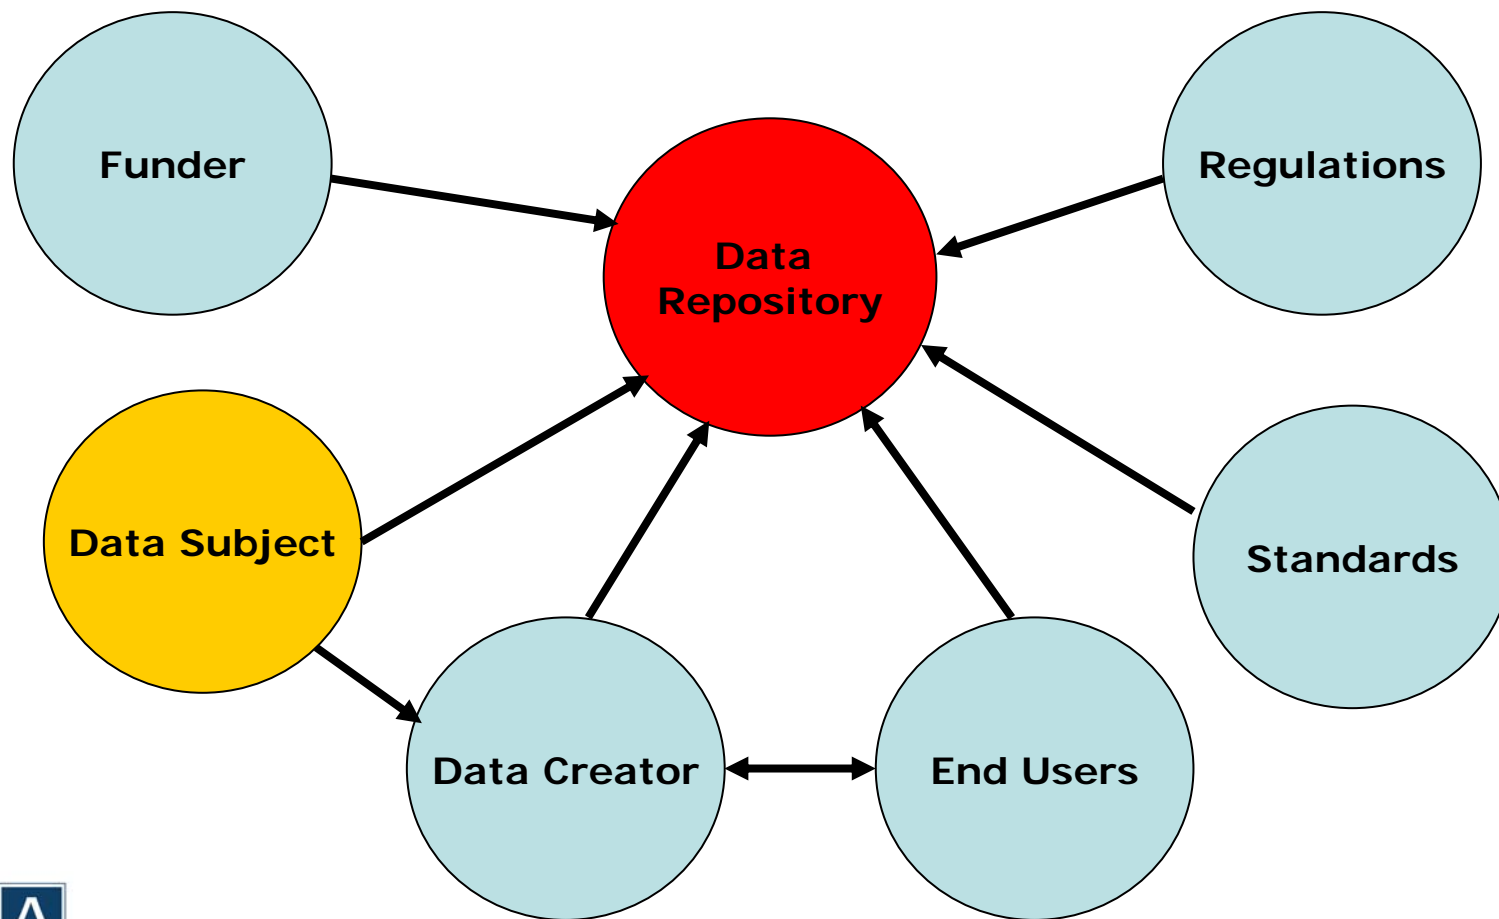 Funder
Regulations
Data
Repository
Data Subject
Standards
Data Creator
End Users